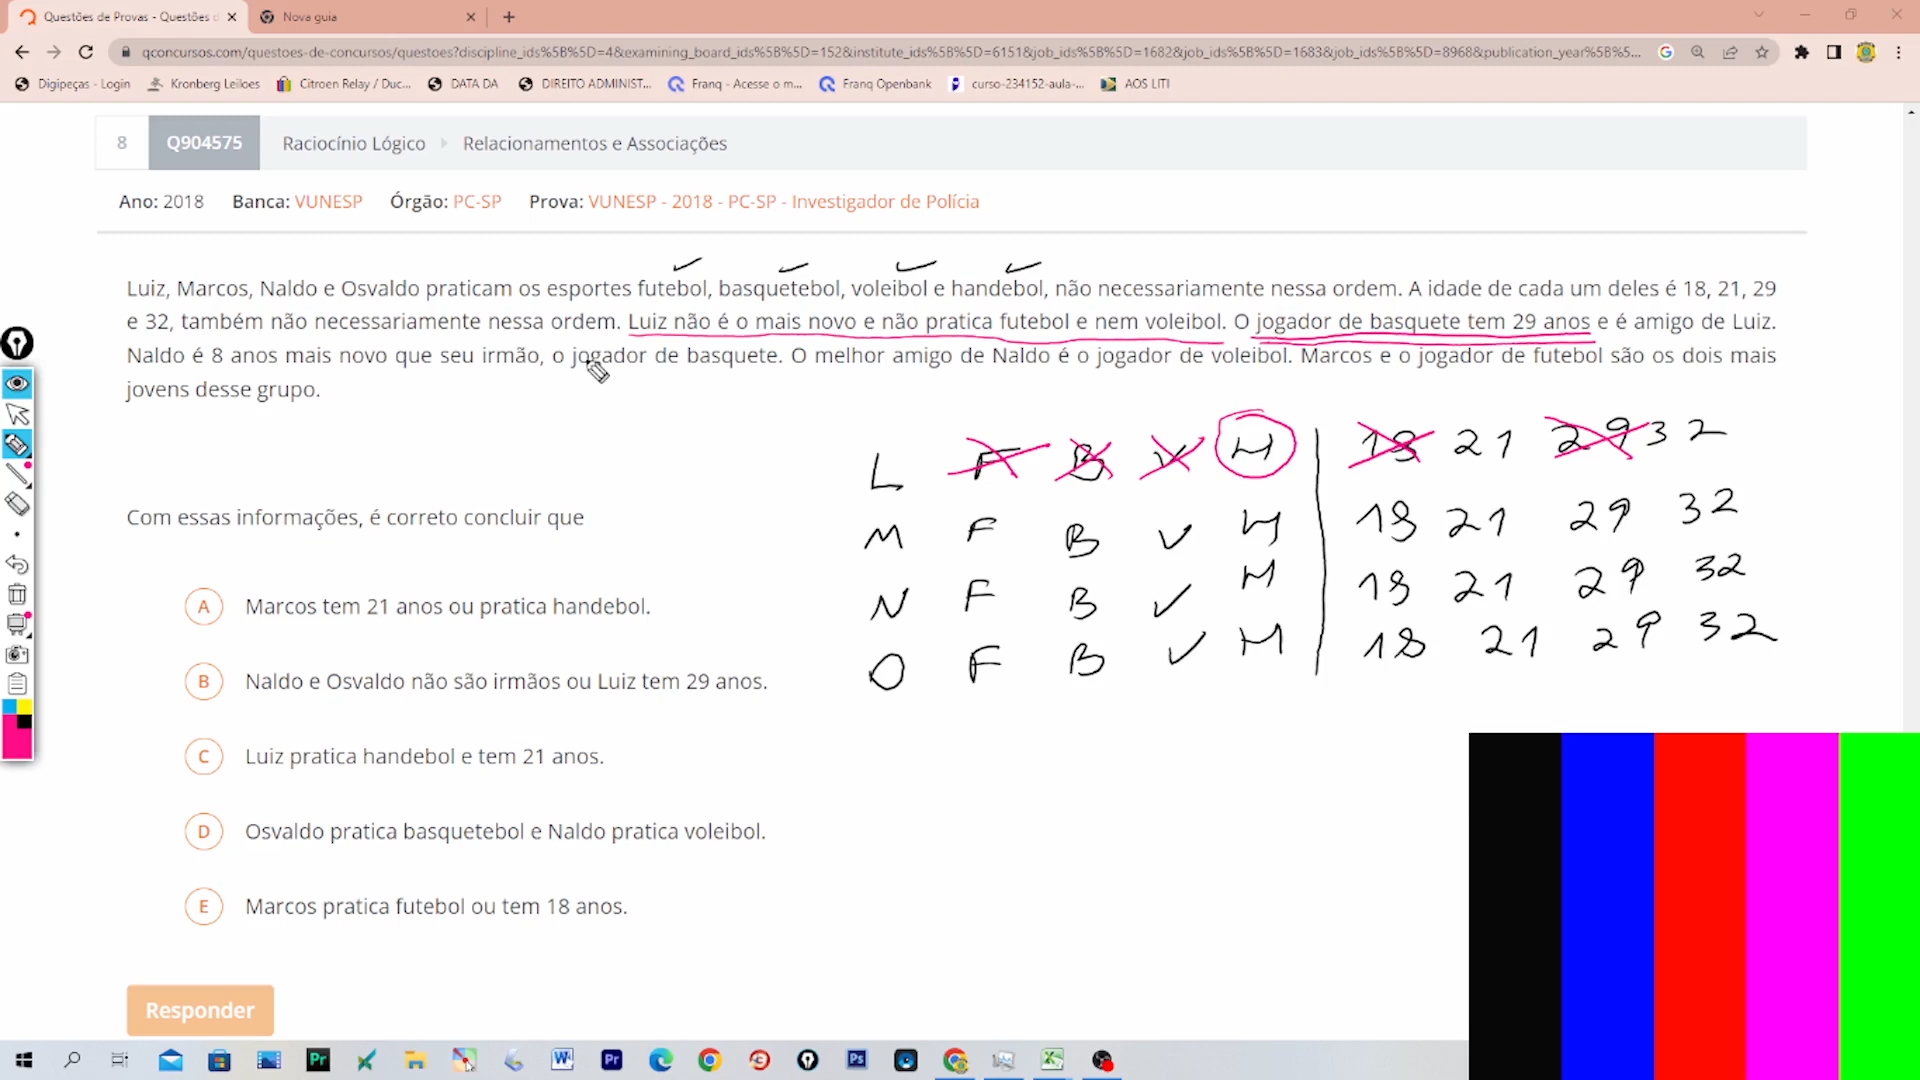 Questões de Provas - Questões d
Nova guia
qconcursos.com/questoes-de-concursos/questoes?discipline_ids%5B%5D=4&examining_board_ids%5B%5D=152&institute_ids%5B%5D=6151&job_ids%5B%5D=1682&job_ids%5B%5D=1683&job_ids%5B%5D=8968&publication_year%5B%5...
Digipeças - Login Kronberg Leiloes Citroen Relay / Duc... DATA DA DIREITO ADMINIST... Franq - Acesse o m... Franq Openbank curso-234152-aula-... AOS LITI
8 Q904575 Raciocínio Lógico Relacionamentos e Associações
Ano: 2018 Banca: VUNESP Órgão: PC-SP Prova: VUNESP - 2018 - PC-SP - Investigador de Polícia
Luiz, Marcos, Naldo e Osvaldo praticam os esportes futebol, basquetebol, voleibol e handebol, não necessariamente nessa ordem. A idade de cada um deles é 18, 21, 29
e 32, também não necessariamente nessa ordem. Luiz não é o mais novo e não pratica futebol e nem voleibol. O jogador de basquete tem 29 anos e é amigo de Luiz.
Naldo é 8 anos mais novo que seu irmão, o jogador de basquete. O melhor amigo de Naldo é o jogador de voleibol. Marcos e o jogador de futebol são os dois mais
jovens desse grupo.
L F B V H 18 21 29 32
M F B V H 18 21 29 32
N F B V H 18 21 29 32
O F B V H 18 21 29 32
Com essas informações, é correto concluir que
A Marcos tem 21 anos ou pratica handebol.
B Naldo e Osvaldo não são irmãos ou Luiz tem 29 anos.
C Luiz pratica handebol e tem 21 anos.
D Osvaldo pratica basquetebol e Naldo pratica voleibol.
E Marcos pratica futebol ou tem 18 anos.
Responder